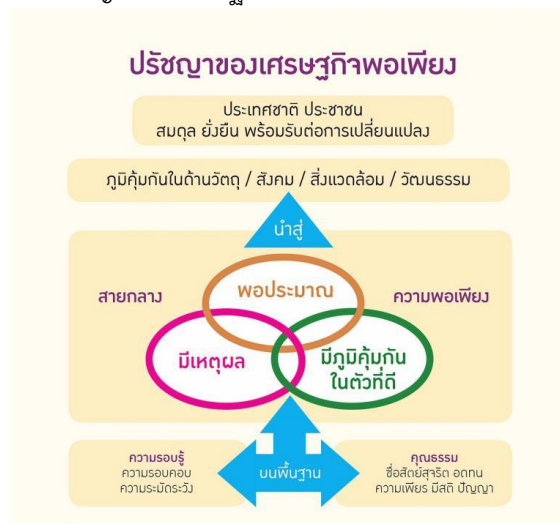 ปรัชญาของเศรษฐกิจพอเพียง
ประเทศชาติ ประชาชน
สมดุล ยั่งยืน พร้อมรับต่อการเปลี่ยนแปลง
ภูมิคุ้มกันในด้านวัตถุ / สังคม / สิ่งแวดล้อม / วัฒนธรรม
นำสู่
สายกลาง
พอประมาณ
ความพอเพียง
มีเหตุผล
มีภูมิคุ้มกัน
ในตัวที่ดี
ความรอบรู้
ความรอบคอบ
ความระมัดระวัง
บนพื้นฐาน
คุณธรรม
ซื่อสัตย์สุจริต อดทน
ความเพียร มีสติ ปัญญา